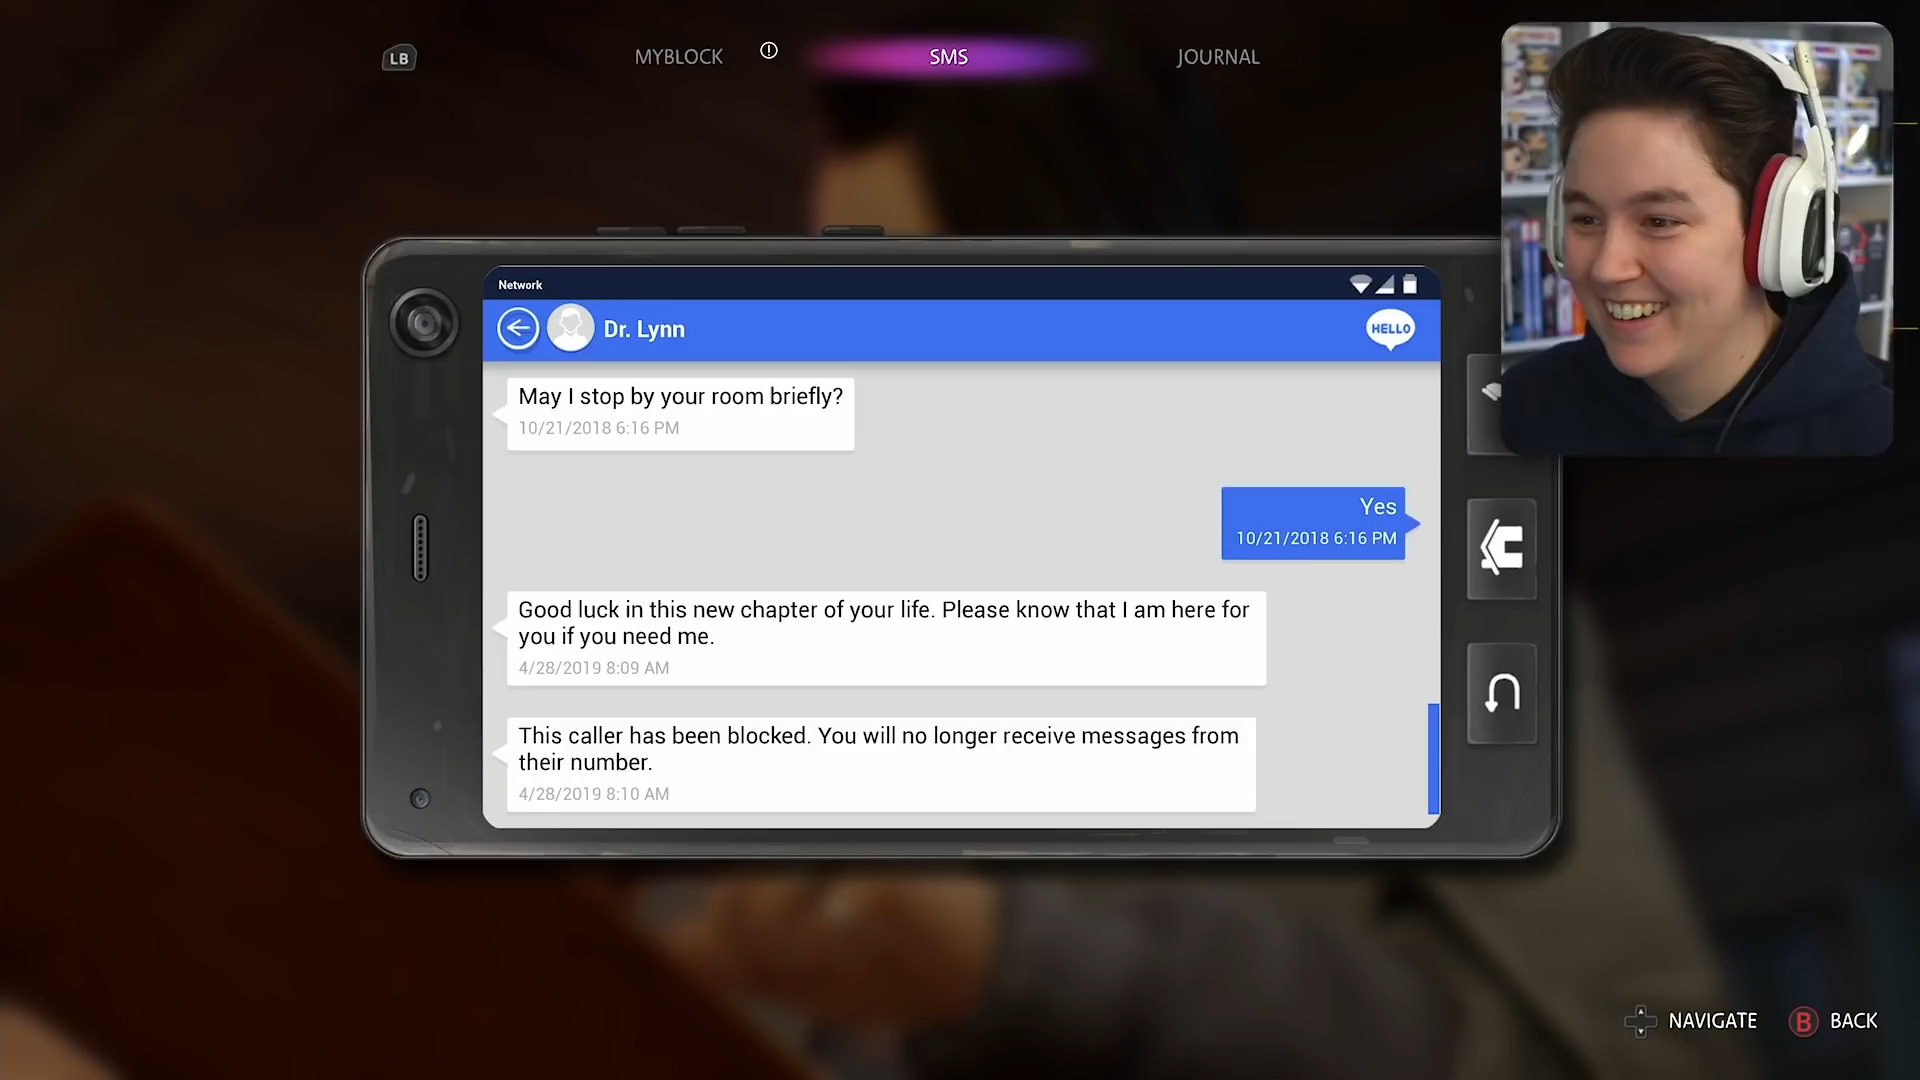 LB
MYBLOCK
SMS
JOURNAL
Network
Dr. Lynn
HELLO
May I stop by your room briefly?
10/21/2018 6:16 PM
Yes
10/21/2018 6:16 PM
Good luck in this new chapter of your life. Please know that I am here for
you if you need me.
4/28/2019 8:09 AM
This caller has been blocked. You will no longer receive messages from
their number.
4/28/2019 8:10 AM
NAVIGATE
B BACK